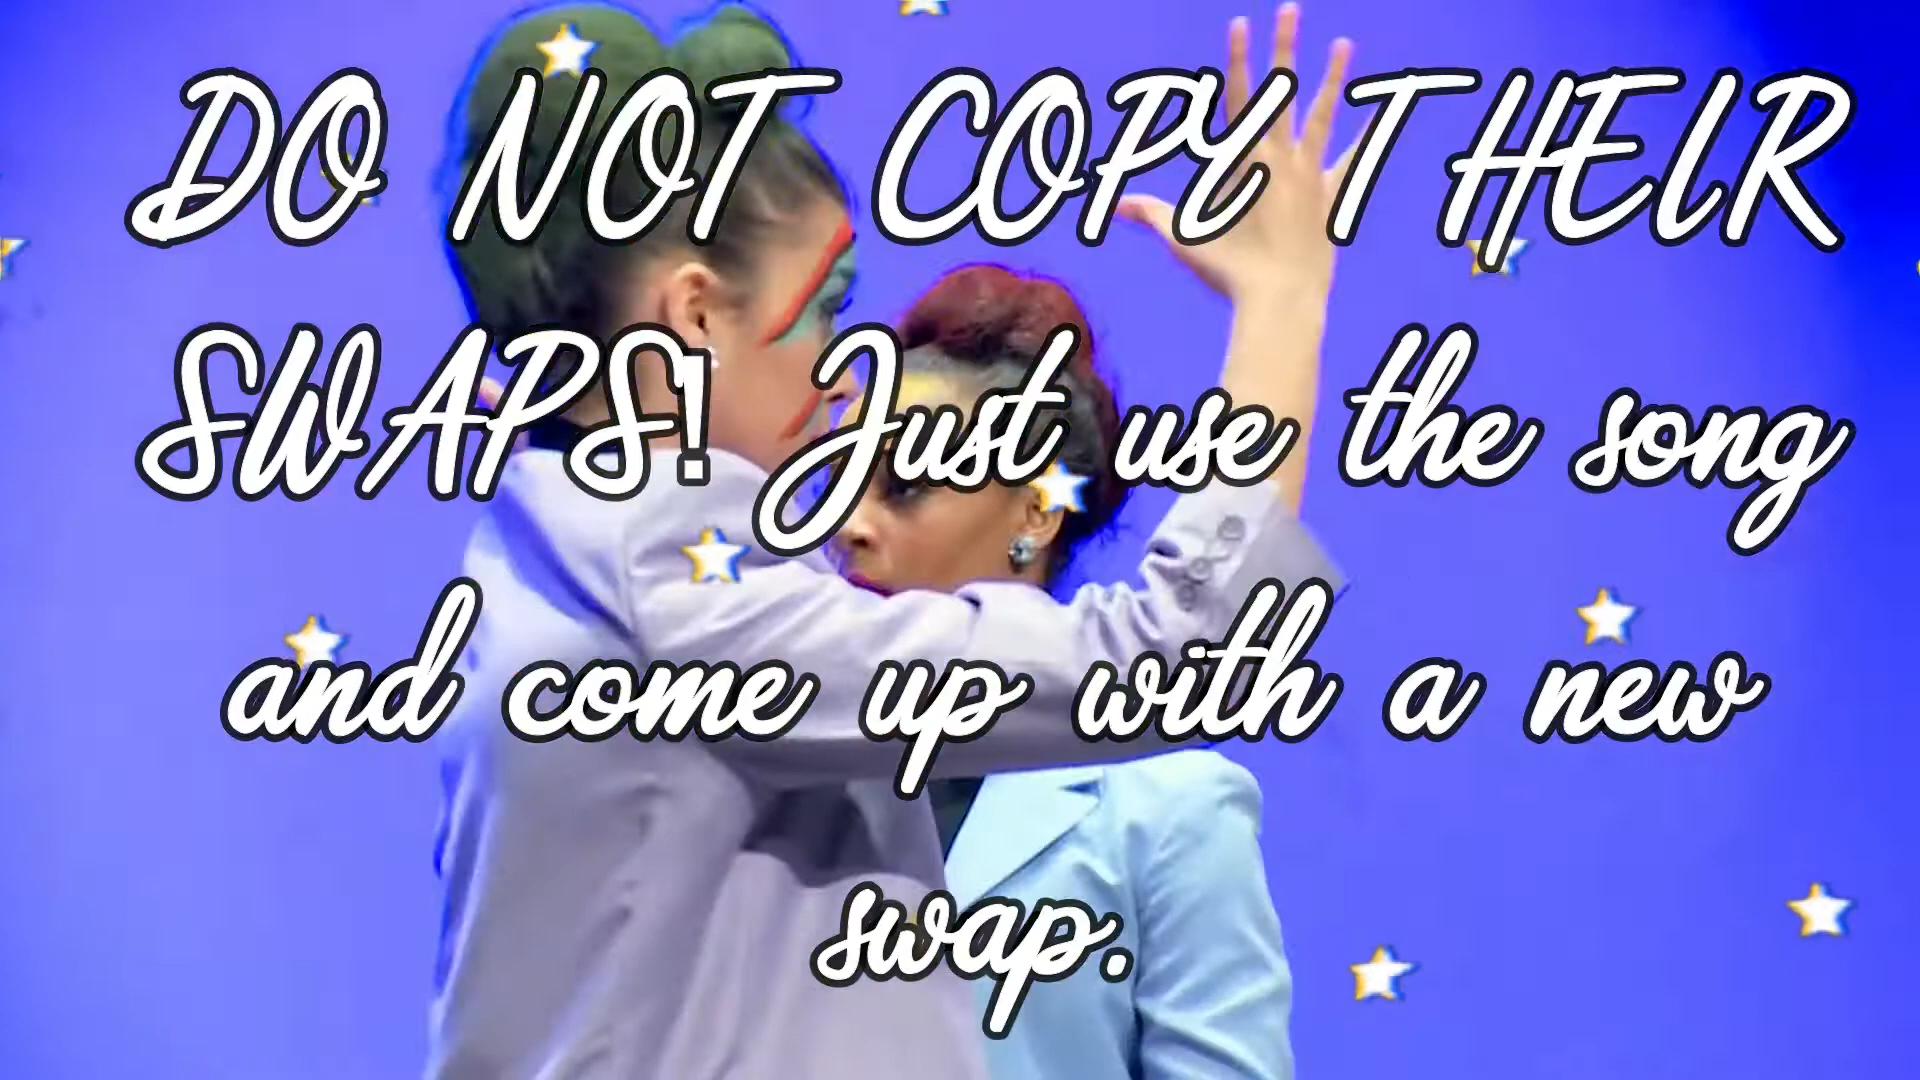 DO NOT COPY THEIR
SWAPS! Just use the song
and come up with a new
swap.